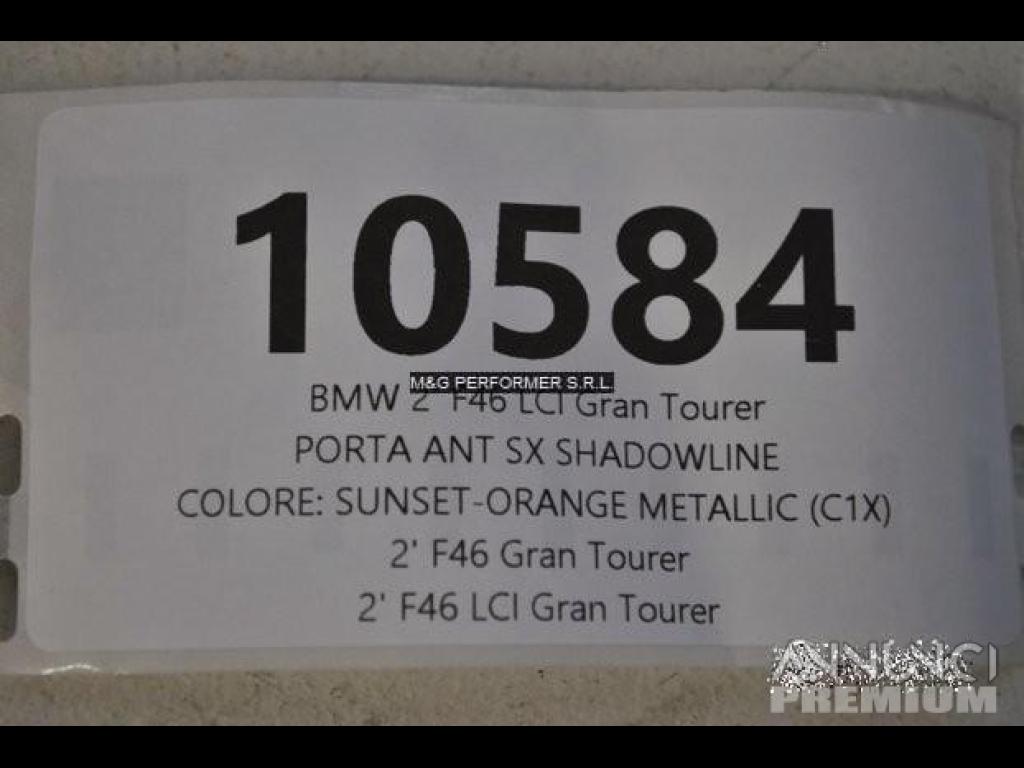 10584
M&G PERFORMER S.R.L.
BMW 2' F46 LCI Gran Tourer
PORTA ANT SX SHADOWLINE
COLORE: SUNSET-ORANGE METALLIC (C1X)
2' F46 Gran Tourer
2' F46 LCI Gran Tourer
ANNUNCI
PREMIUM